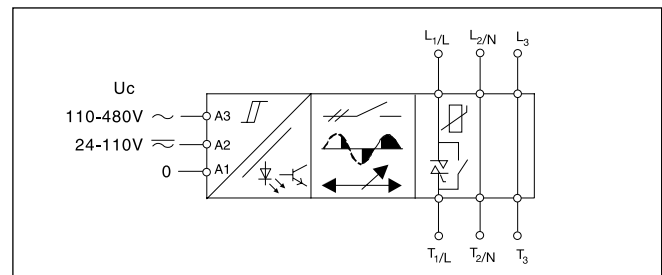 L1/L L2/N L3
Uc
110-480V ~ A3
24-110V ⎓ A2
0 A1
T1/L T2/N T3